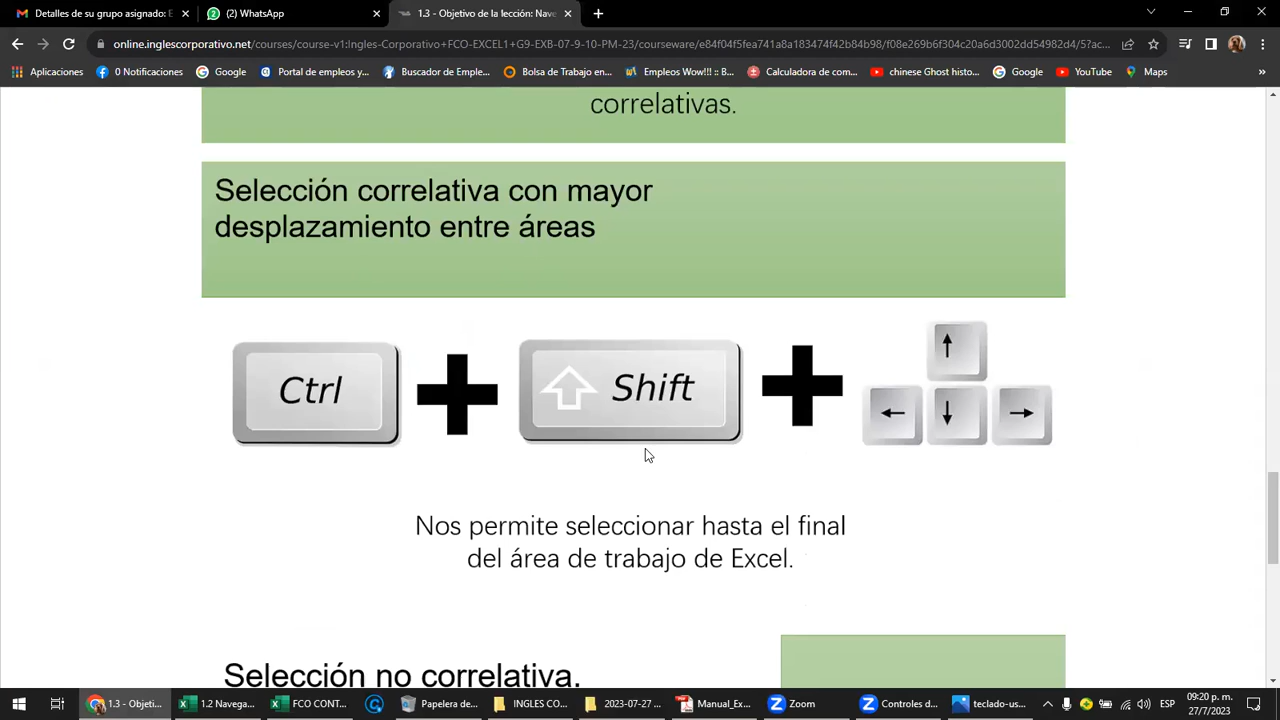 Detalles de su grupo asignado: E
(2) WhatsApp
1.3 - Objetivo de la lección: Nave
online.inglescorporativo.net/courses/course-v1:Ingles-Corporativo+FCO-EXCEL1+G9-EXB-07-9-10-PM-23/courseware/e84f04f5fea741a8a183474f42b84b98/f08e269b6f304c20a6d3002dd54982d4/5?ac...
Aplicaciones
0 Notificaciones
Google
Portal de empleos y...
Buscador de Emple...
Bolsa de Trabajo en...
Empleos Wow!!! :: B...
Calculadora de com...
chinese Ghost histo...
Google
YouTube
Maps
»
correlativas.
Selección correlativa con mayor
desplazamiento entre áreas
Ctrl + Shift +
Nos permite seleccionar hasta el final
del área de trabajo de Excel.
Selección no correlativa.
1.3 - Objeti...
1.2 Navega...
FCO CONT...
Papelera de...
INGLES CO...
2023-07-27 ...
Manual_Ex...
Zoom
Controles d...
teclado-us...
ESP
09:20 p. m.
27/7/2023